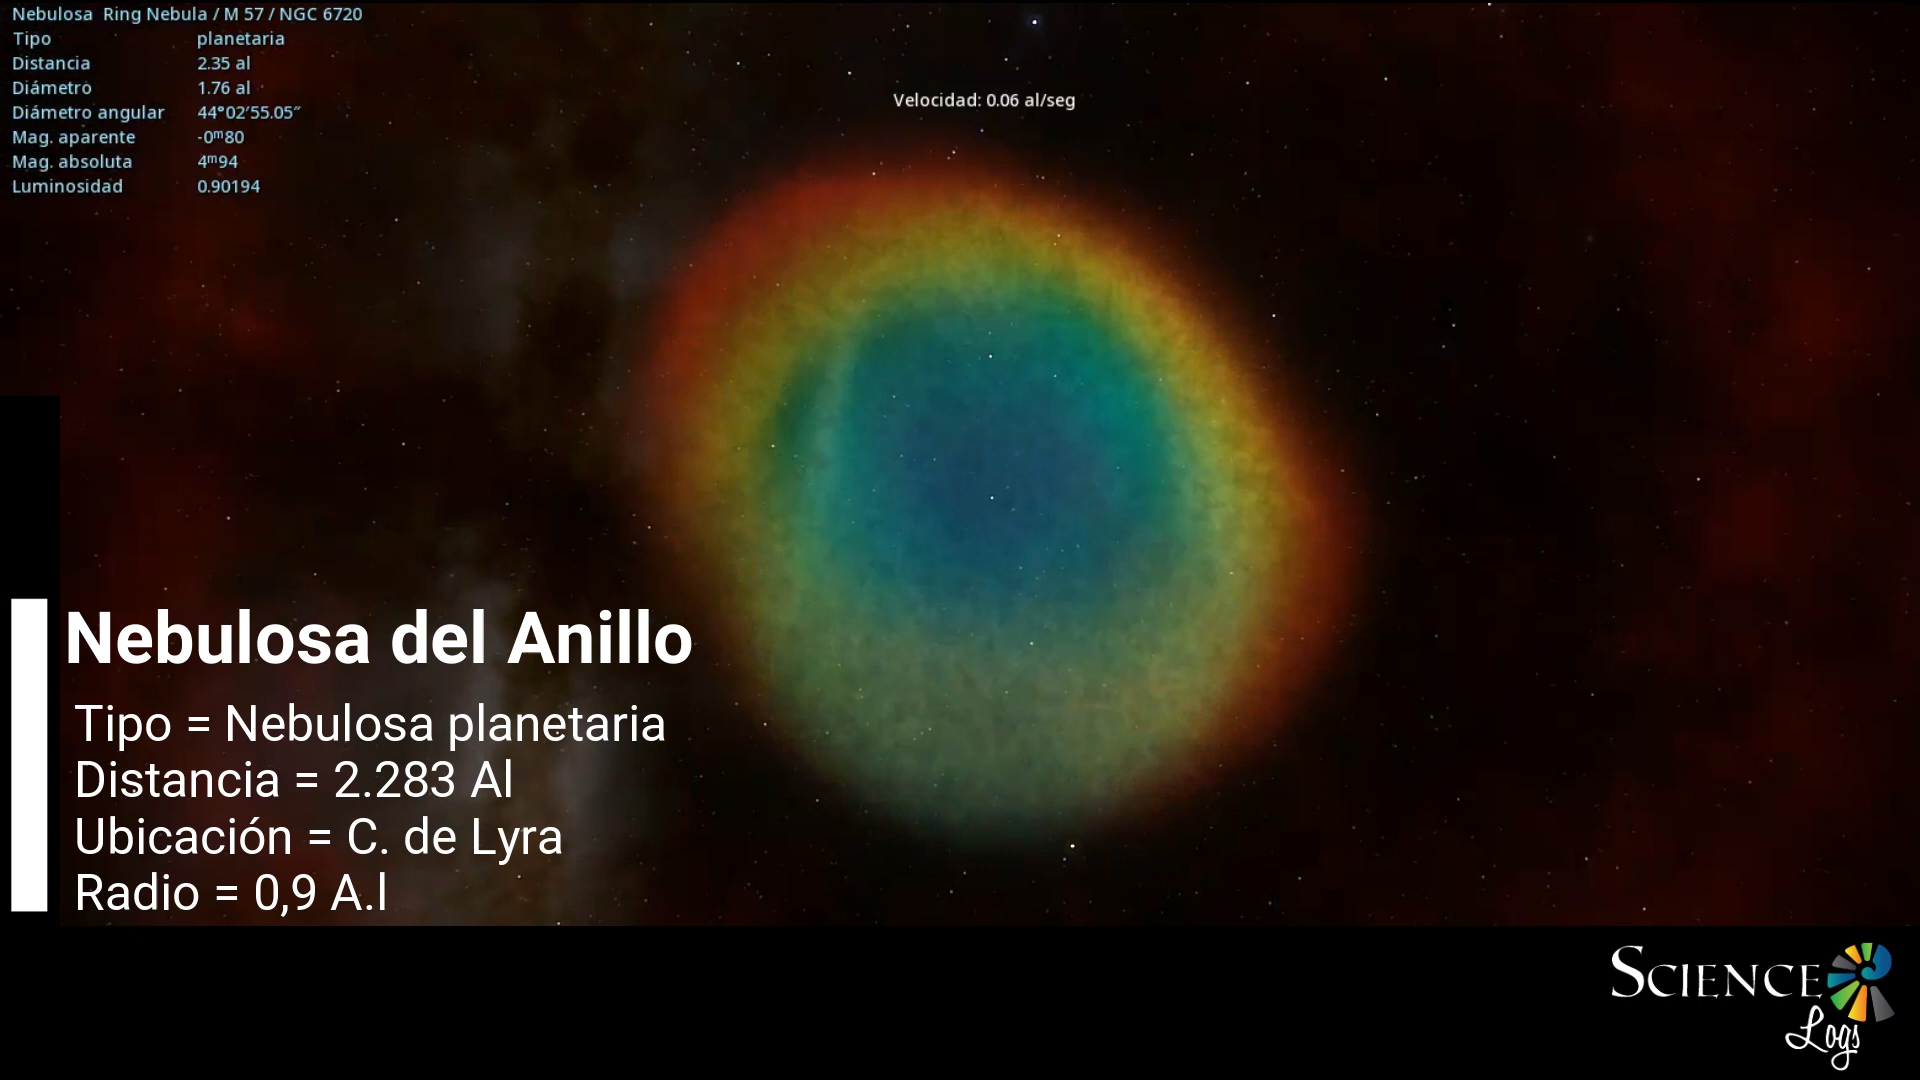 Nebulosa Ring Nebula / M 57 / NGC 6720
Tipo planetaria
Distancia 2.35 al
Diámetro 1.76 al
Diámetro angular 44°02′55.05″
Mag. aparente -0ᵐ80
Mag. absoluta 4ᵐ94
Luminosidad 0.90194
Velocidad: 0.06 al/seg
Nebulosa del Anillo
Tipo = Nebulosa planetaria
Distancia = 2.283 Al
Ubicación = C. de Lyra
Radio = 0,9 A.l
SCIENCE
Logs